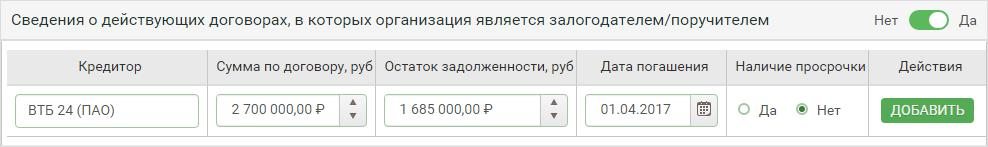 Сведения о действующих договорах, в которых организация является залогодателем/поручителем Нет Да
Кредитор Сумма по договору, руб Остаток задолженности, руб Дата погашения Наличие просрочки Действия
ВТБ 24 (ПАО) 2 700 000,00 ₽ 1 685 000,00 ₽ 01.04.2017 Да Нет ДОБАВИТЬ